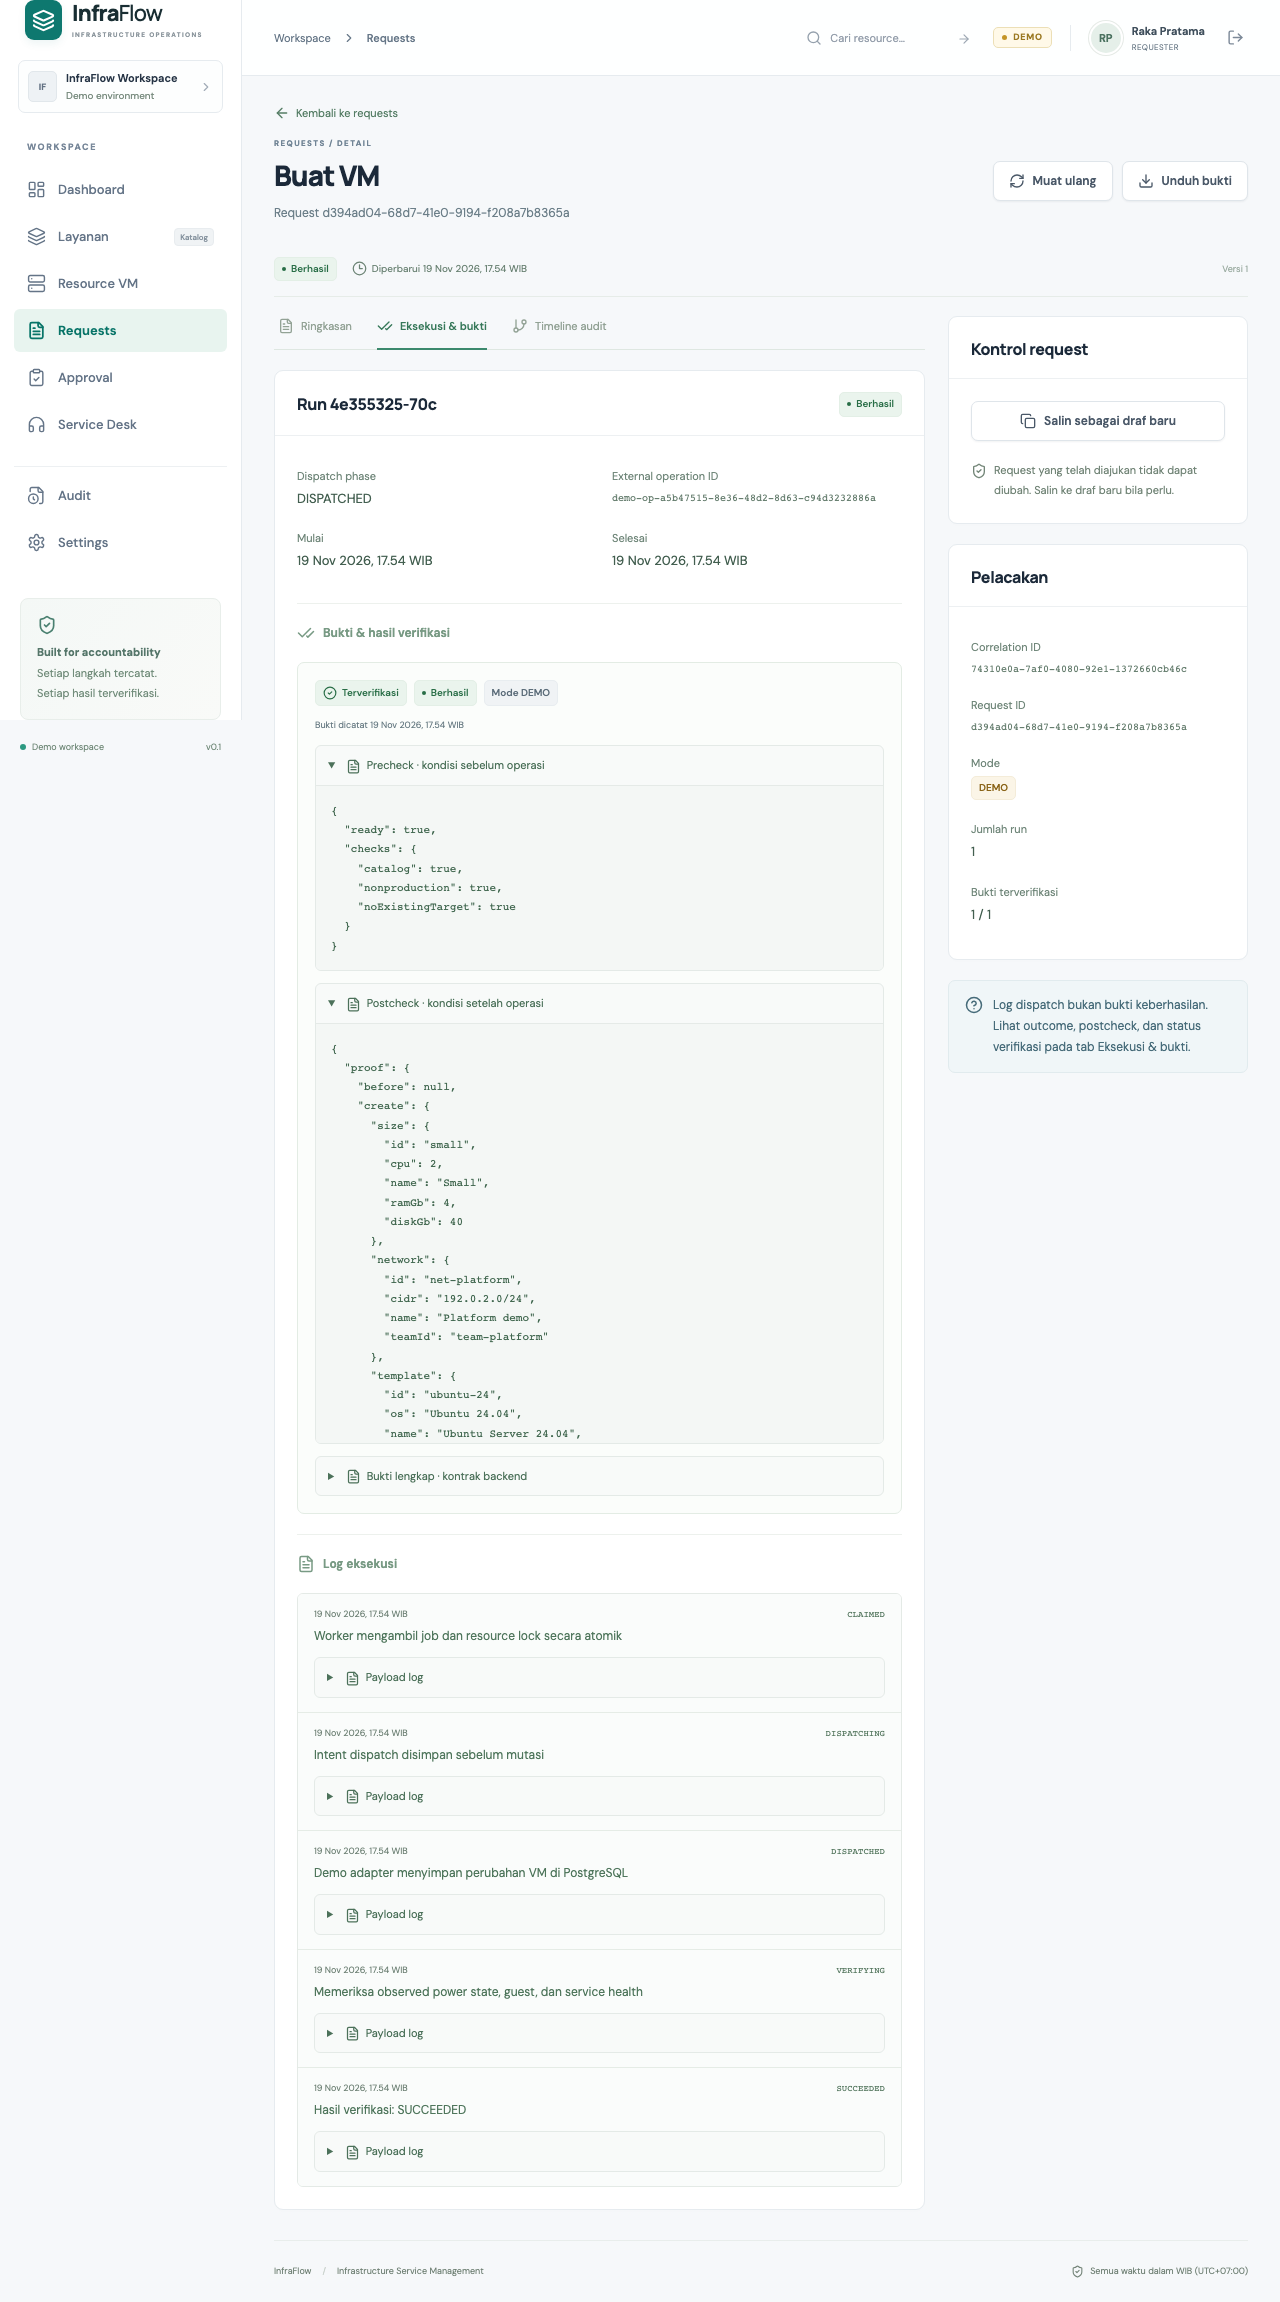 InfraFlow
INFRASTRUCTURE OPERATIONS
IF
InfraFlow Workspace
Demo environment
WORKSPACE
Dashboard
Layanan
Katalog
Resource VM
Requests
Approval
Service Desk
Audit
Settings
Built for accountability
Setiap langkah tercatat.
Setiap hasil terverifikasi.
Demo workspace
v0.1
Workspace
Requests
Cari resource...
DEMO
RP
Raka Pratama
REQUESTER
Kembali ke requests
REQUESTS / DETAIL
Buat VM
Request d394ad04-68d7-41e0-9194-f208a7b8365a
Muat ulang
Unduh bukti
Berhasil
Diperbarui 19 Nov 2026, 17.54 WIB
Versi 1
Ringkasan
Eksekusi & bukti
Timeline audit
Run 4e355325-70c
Berhasil
Dispatch phase
DISPATCHED
External operation ID
demo-op-a5b47515-8e36-48d2-8d63-c94d3232886a
Mulai
19 Nov 2026, 17.54 WIB
Selesai
19 Nov 2026, 17.54 WIB
Bukti & hasil verifikasi
Terverifikasi
Berhasil
Mode DEMO
Bukti dicatat 19 Nov 2026, 17.54 WIB
Precheck · kondisi sebelum operasi
{
"ready": true,
"checks": {
"catalog": true,
"nonproduction": true,
"noExistingTarget": true
}
}
Postcheck · kondisi setelah operasi
{
"proof": {
"before": null,
"create": {
"size": {
"id": "small",
"cpu": 2,
"name": "Small",
"ramGb": 4,
"diskGb": 40
},
"network": {
"id": "net-platform",
"cidr": "192.0.2.0/24",
"name": "Platform demo",
"teamId": "team-platform"
},
"template": {
"id": "ubuntu-24",
"os": "Ubuntu 24.04",
"name": "Ubuntu Server 24.04",
Bukti lengkap · kontrak backend
Log eksekusi
19 Nov 2026, 17.54 WIB
CLAIMED
Worker mengambil job dan resource lock secara atomik
Payload log
19 Nov 2026, 17.54 WIB
DISPATCHING
Intent dispatch disimpan sebelum mutasi
Payload log
19 Nov 2026, 17.54 WIB
DISPATCHED
Demo adapter menyimpan perubahan VM di PostgreSQL
Payload log
19 Nov 2026, 17.54 WIB
VERIFYING
Memeriksa observed power state, guest, dan service health
Payload log
19 Nov 2026, 17.54 WIB
SUCCEEDED
Hasil verifikasi: SUCCEEDED
Payload log
Kontrol request
Salin sebagai draf baru
Request yang telah diajukan tidak dapat
diubah. Salin ke draf baru bila perlu.
Pelacakan
Correlation ID
74310e0a-7af0-4080-92e1-1372660cb46c
Request ID
d394ad04-68d7-41e0-9194-f208a7b8365a
Mode
DEMO
Jumlah run
1
Bukti terverifikasi
1 / 1
Log dispatch bukan bukti keberhasilan.
Lihat outcome, postcheck, dan status
verifikasi pada tab Eksekusi & bukti.
InfraFlow / Infrastructure Service Management
Semua waktu dalam WIB (UTC+07:00)